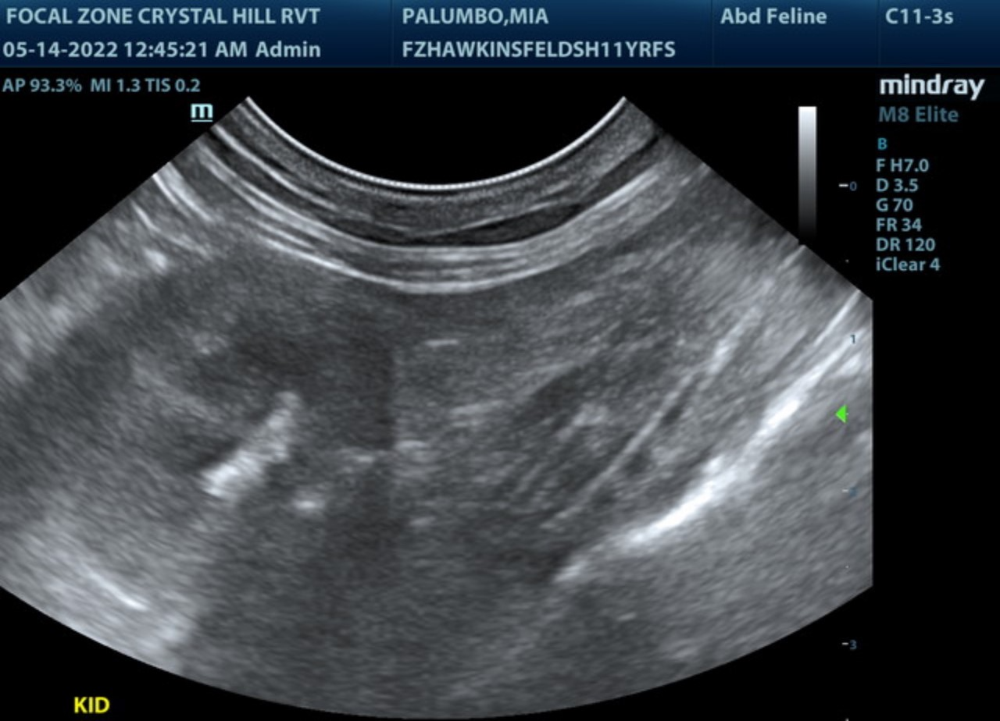 FOCAL ZONE CRYSTAL HILL RVT PALUMBO,MIA Abd Feline C11-3s
05-14-2022 12:45:21 AM Admin FZHAWKINSFELDSH11YRFS
AP 93.3% MI 1.3 TIS 0.2
m
mindray
M8 Elite
B
F H7.0
D 3.5
G 70
FR 34
DR 120
iClear 4
0
1
2
3
KID